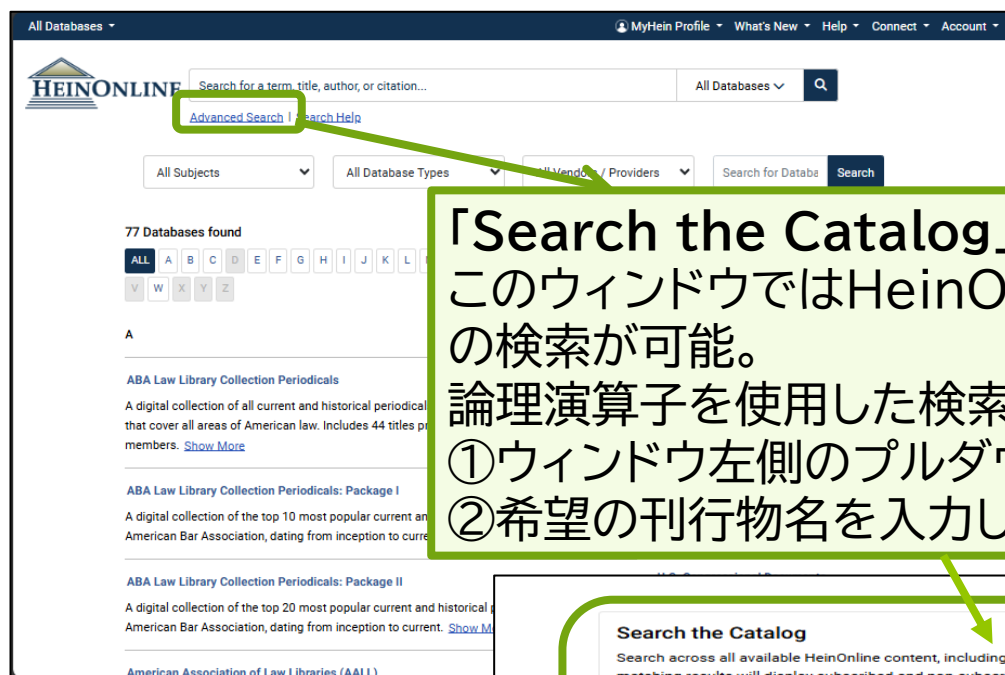 All Databases
MyHein Profile What's New Help Connect Account
HEINONLINE
Search for a term, title, author, or citation...
All Databases
Advanced Search | Search Help
All Subjects
All Database Types
All Vendors / Providers
Search for Databa
Search
77 Databases found
ALL A B C D E F G H I J K L
V W X Y Z
A
ABA Law Library Collection Periodicals
A digital collection of all current and historical periodical
that cover all areas of American law. Includes 44 titles
members. Show More
ABA Law Library Collection Periodicals: Package I
A digital collection of the top 10 most popular current
American Bar Association, dating from inception to
ABA Law Library Collection Periodicals: Package II
A digital collection of the top 20 most popular current and historical
American Bar Association, dating from inception to current. Show
American Association of Law Libraries (AALL)
「Search the Catalog」
このウィンドウではHeinO
の検索が可能。
論理演算子を使用した検索
①ウィンドウ左側のプルダウ
②希望の刊行物名を入力し
Search the Catalog
Search across all available HeinOnline content, including